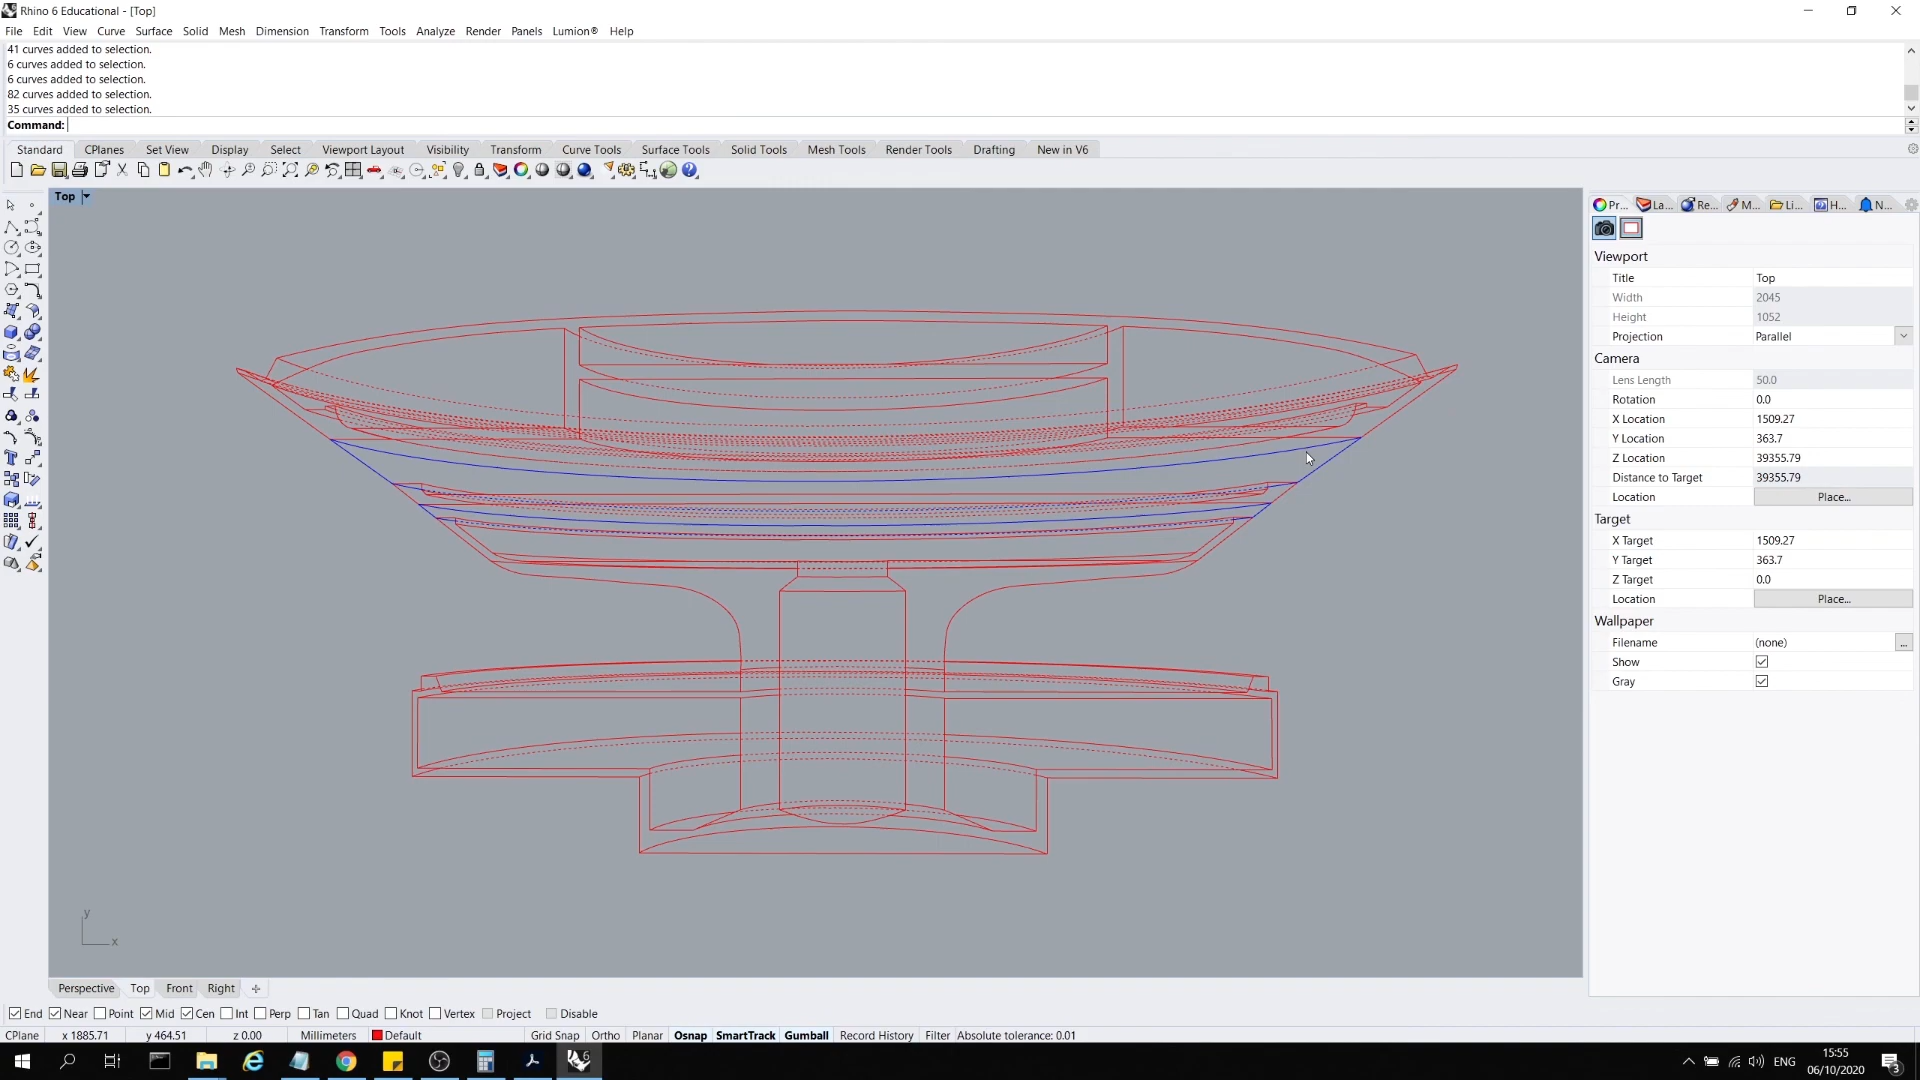 Rhino 6 Educational - [Top]
File Edit View Curve Surface Solid Mesh Dimension Transform Tools Analyze Render Panels Lumion® Help
41 curves added to selection.
6 curves added to selection.
6 curves added to selection.
82 curves added to selection.
35 curves added to selection.
Command:
Standard CPlanes Set View Display Select Viewport Layout Visibility Transform Curve Tools Surface Tools Solid Tools Mesh Tools Render Tools Drafting New in V6
Top
Pr... La... Re... M... Li... H... N...
Viewport
Title Top
Width 2045
Height 1052
Projection Parallel
Camera
Lens Length 50.0
Rotation 0.0
X Location 1509.27
Y Location 363.7
Z Location 39355.79
Distance to Target 39355.79
Location Place...
Target
X Target 1509.27
Y Target 363.7
Z Target 0.0
Location Place...
Wallpaper
Filename (none) ...
Show
Gray
y
x
Perspective Top Front Right
End Near Point Mid Cen Int Perp Tan Quad Knot Vertex Project Disable
CPlane x 1885.71 y 464.51 z 0.00 Millimeters Default Grid Snap Ortho Planar Osnap SmartTrack Gumball Record History Filter Absolute tolerance: 0.01
6
ENG
15:55
06/10/2020
3